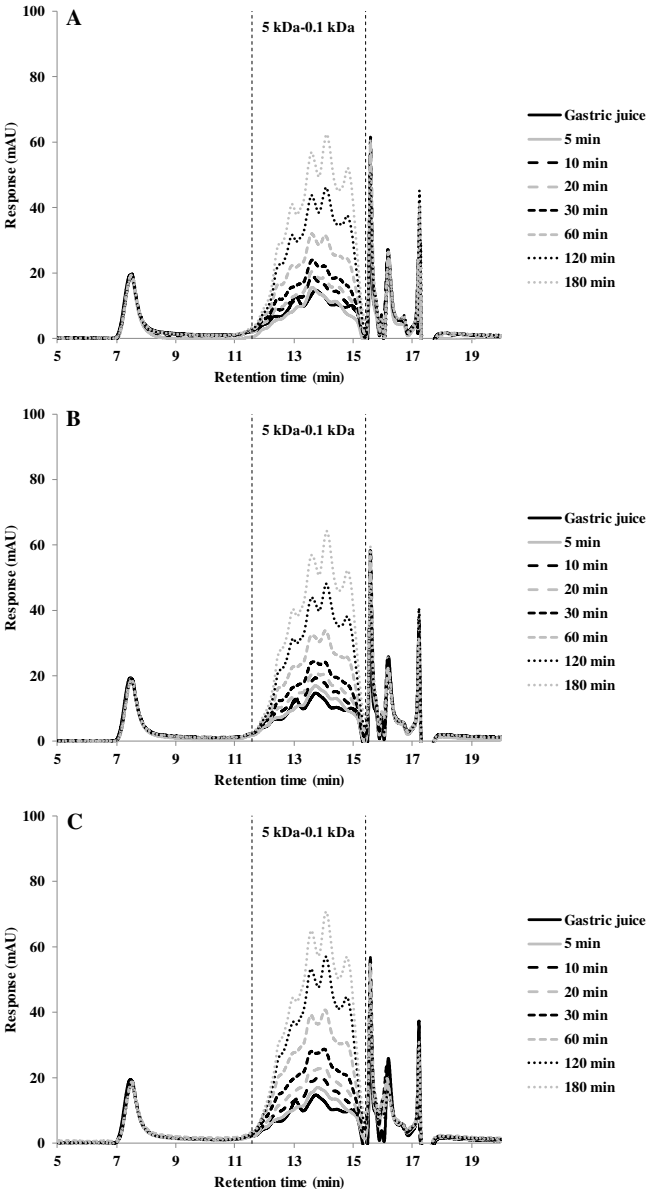 A
5 kDa-0.1 kDa
100
80
60
40
20
0
Response (mAU)
5 7 9 11 13 15 17 19
Retention time (min)
Gastric juice
5 min
10 min
20 min
30 min
60 min
120 min
180 min
B
5 kDa-0.1 kDa
100
80
60
40
20
0
Response (mAU)
5 7 9 11 13 15 17 19
Retention time (min)
Gastric juice
5 min
10 min
20 min
30 min
60 min
120 min
180 min
C
5 kDa-0.1 kDa
100
80
60
40
20
0
Response (mAU)
5 7 9 11 13 15 17 19
Retention time (min)
Gastric juice
5 min
10 min
20 min
30 min
60 min
120 min
180 min